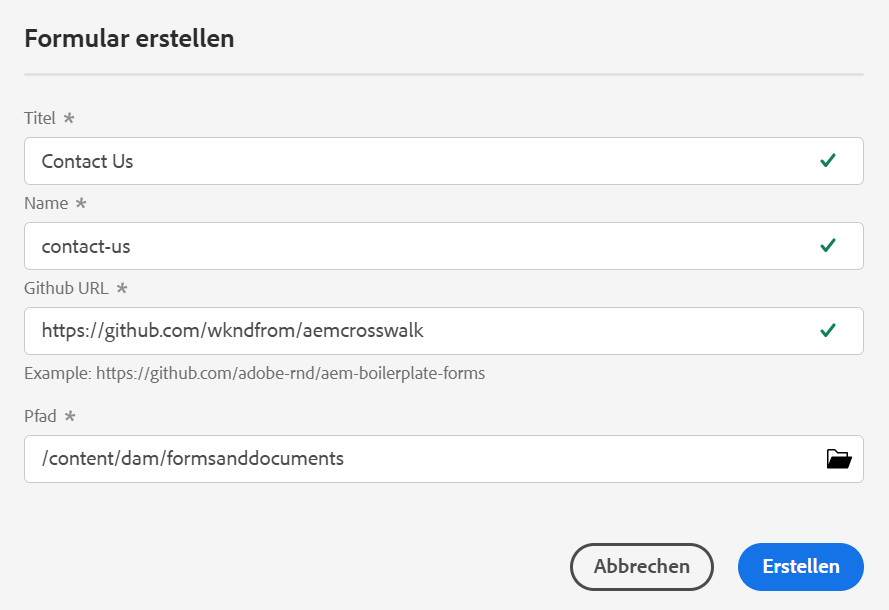 Formular erstellen
Titel *
Contact Us
Name *
contact-us
Github URL *
https://github.com/wkndfrom/aemcrosswalk
Example: https://github.com/adobe-rnd/aem-boilerplate-forms
Pfad *
/content/dam/formsanddocuments
Abbrechen Erstellen